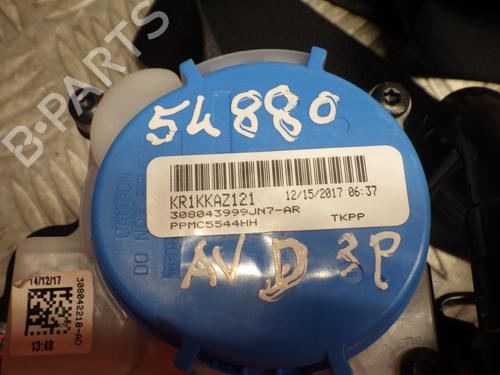 B-PARTS
54880
CAUTION
DO NOT
KR1KKAZ121 12/15/2017 06:37
308043999JN7-AR TKPP
PPMC5544HH
AV D 3P
14/12/17
308042210-AO
13:40